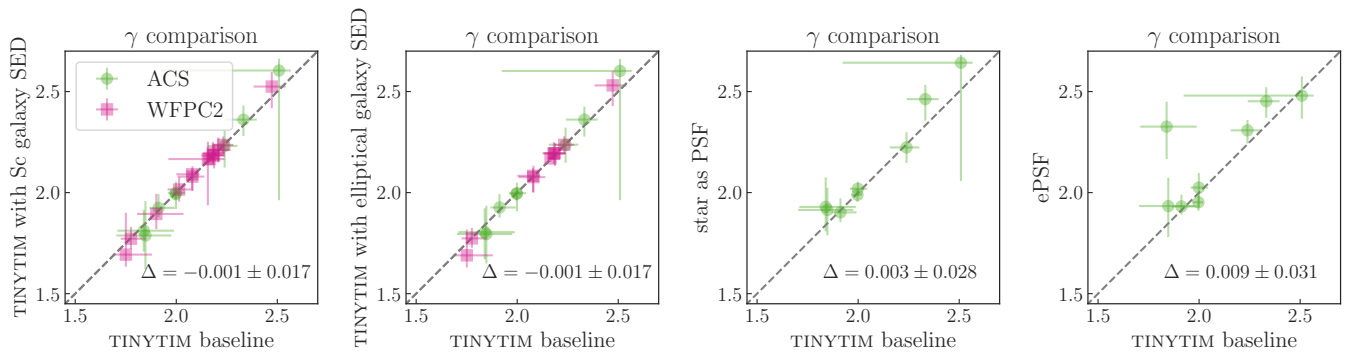 γ comparison
TINYTIM with Sc galaxy SED
ACS
WFPC2
2.5
2.0
1.5
Δ = −0.001 ± 0.017
1.5 2.0 2.5
TINYTIM baseline
γ comparison
TINYTIM with elliptical galaxy SED
2.5
2.0
1.5
Δ = −0.001 ± 0.017
1.5 2.0 2.5
TINYTIM baseline
γ comparison
star as PSF
2.5
2.0
1.5
Δ = 0.003 ± 0.028
1.5 2.0 2.5
TINYTIM baseline
γ comparison
ePSF
2.5
2.0
1.5
Δ = 0.009 ± 0.031
1.5 2.0 2.5
TINYTIM baseline